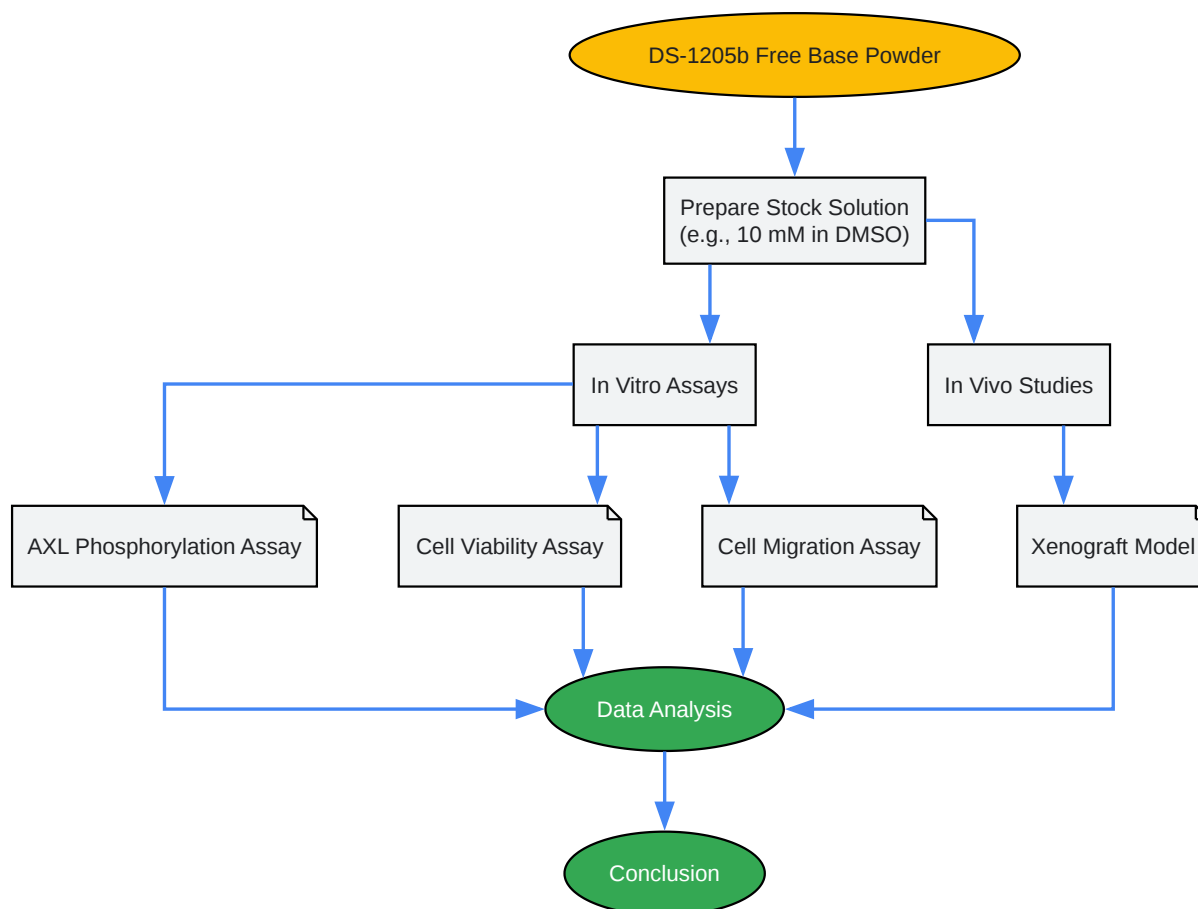 DS-1205b Free Base Powder
Prepare Stock Solution
(e.g., 10 mM in DMSO)
In Vitro Assays
In Vivo Studies
AXL Phosphorylation Assay
Cell Viability Assay
Cell Migration Assay
Xenograft Model
Data Analysis
Conclusion